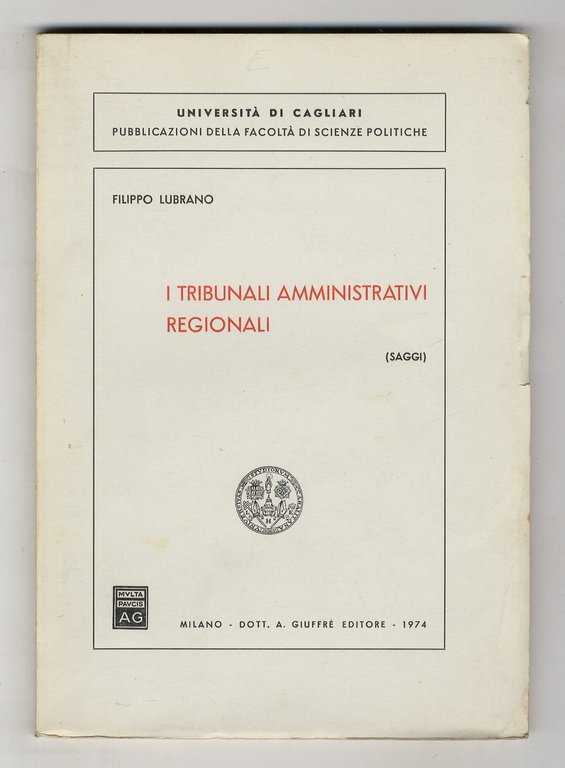 UNIVERSITÀ DI CAGLIARI
PUBBLICAZIONI DELLA FACOLTÀ DI SCIENZE POLITICHE
FILIPPO LUBRANO
I TRIBUNALI AMMINISTRATIVI
REGIONALI
(SAGGI)
MVLTA
PAVCIS
AG
MILANO - DOTT. A. GIUFFRÈ EDITORE - 1974